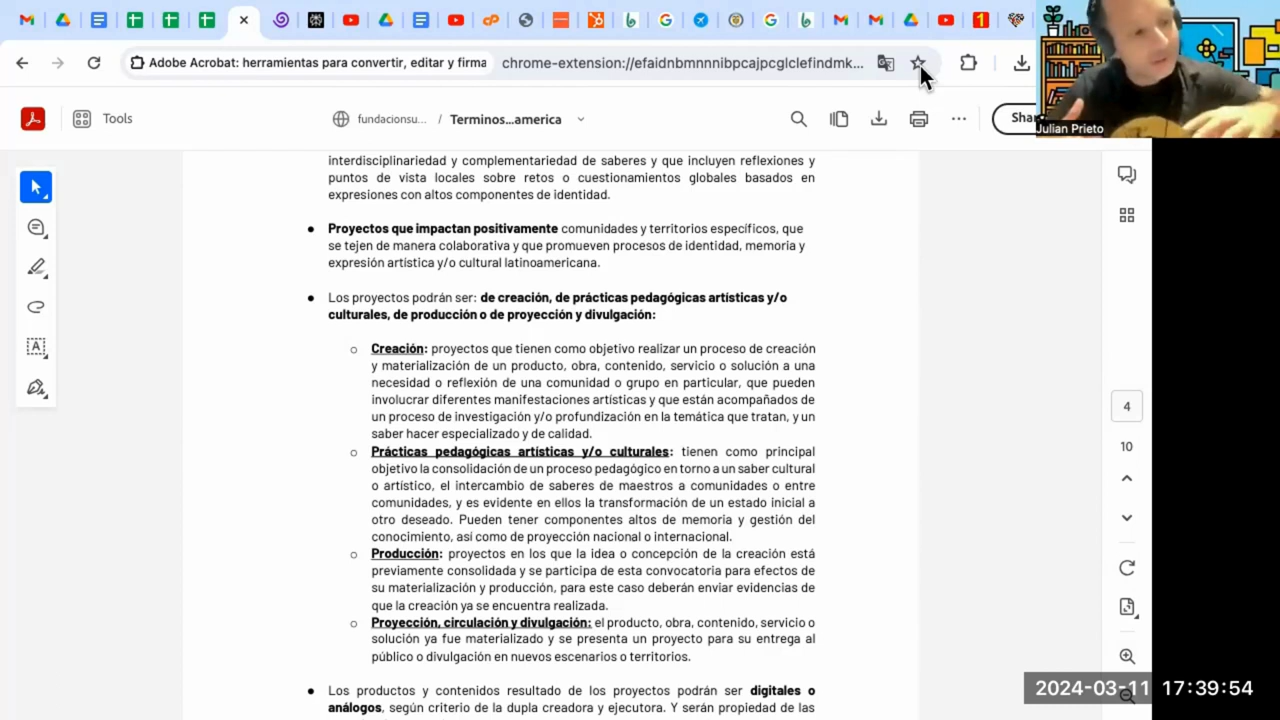 Adobe Acrobat: herramientas para convertir, editar y firma
chrome-extension://efaidnbmnnnibpcajpcglclefindmk...
Tools
fundacionsu... / Terminos...america
Julian Prieto
interdisciplinariedad y complementariedad de saberes y que incluyen reflexiones y
puntos de vista locales sobre retos o cuestionamientos globales basados en
expresiones con altos componentes de identidad.
● Proyectos que impactan positivamente comunidades y territorios específicos, que
se tejen de manera colaborativa y que promueven procesos de identidad, memoria y
expresión artística y/o cultural latinoamericana.
● Los proyectos podrán ser: de creación, de prácticas pedagógicas artísticas y/o
culturales, de producción o de proyección y divulgación:
○ Creación: proyectos que tienen como objetivo realizar un proceso de creación
y materialización de un producto, obra, contenido, servicio o solución a una
necesidad o reflexión de una comunidad o grupo en particular, que pueden
involucrar diferentes manifestaciones artísticas y que están acompañados de
un proceso de investigación y/o profundización en la temática que tratan, y un
saber hacer especializado y de calidad.
○ Prácticas pedagógicas artísticas y/o culturales: tienen como principal
objetivo la consolidación de un proceso pedagógico en torno a un saber cultural
o artístico, el intercambio de saberes de maestros a comunidades o entre
comunidades, y es evidente en ellos la transformación de un estado inicial a
otro deseado. Pueden tener componentes altos de memoria y gestión del
conocimiento, así como de proyección nacional o internacional.
○ Producción: proyectos en los que la idea o concepción de la creación está
previamente consolidada y se participa de esta convocatoria para efectos de
su materialización y producción, para este caso deberán enviar evidencias de
que la creación ya se encuentra realizada.
○ Proyección, circulación y divulgación: el producto, obra, contenido, servicio o
solución ya fue materializado y se presenta un proyecto para su entrega al
público o divulgación en nuevos escenarios o territorios.
● Los productos y contenidos resultado de los proyectos podrán ser digitales o
análogos, según criterio de la dupla creadora y ejecutora. Y serán propiedad de las
4
10
2024-03-11 17:39:54